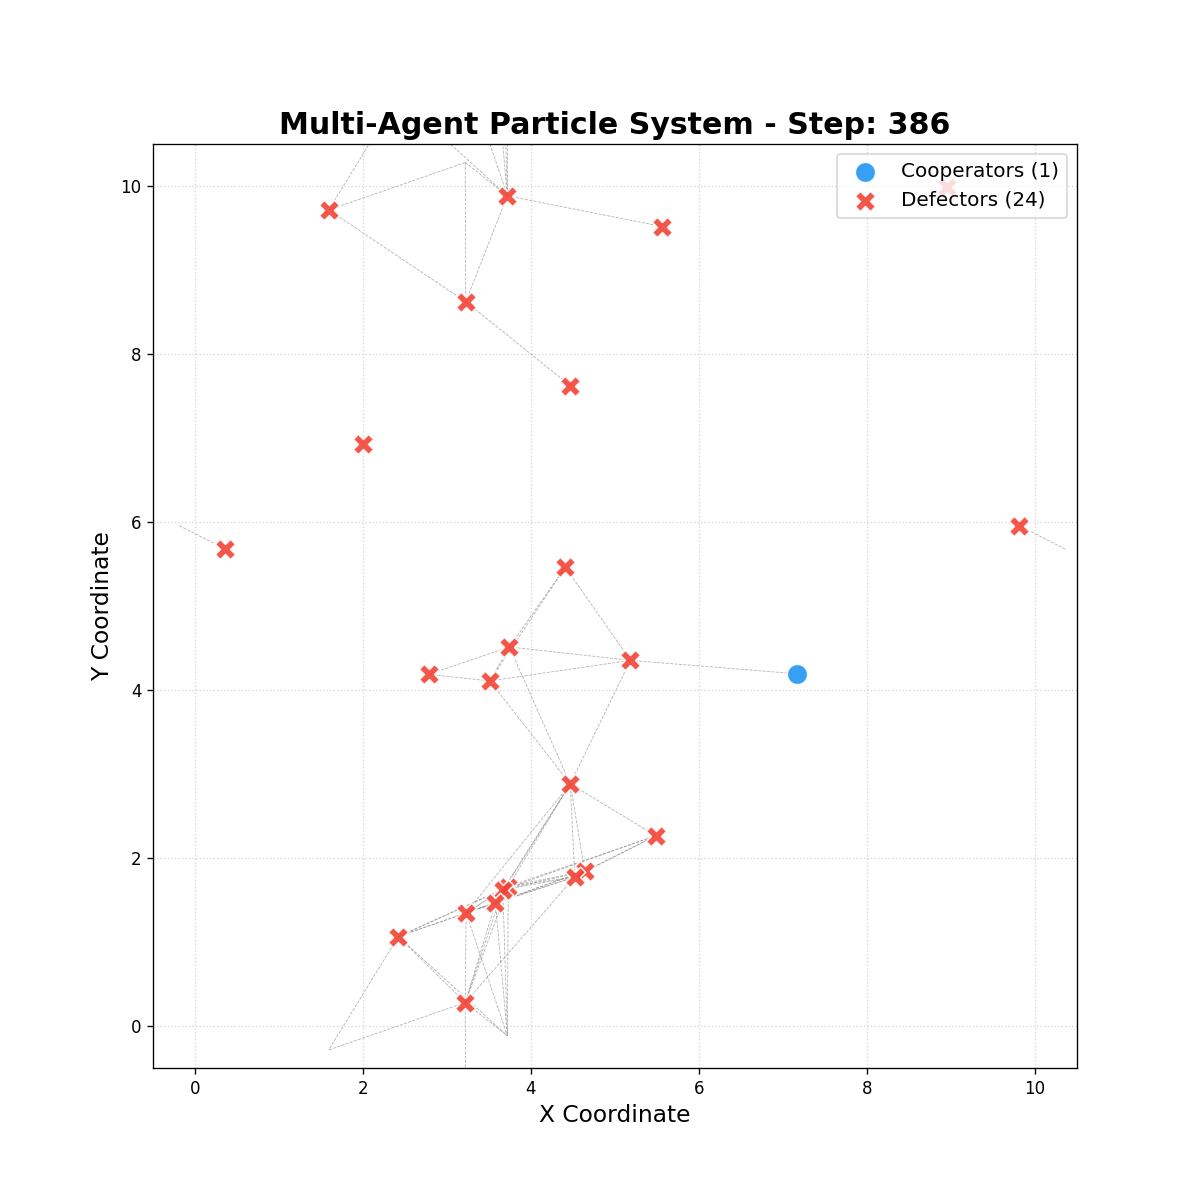 Multi-Agent Particle System - Step: 386
Cooperators (1)
Defectors (24)
10
8
6
4
2
0
Y Coordinate
0 2 4 6 8 10
X Coordinate